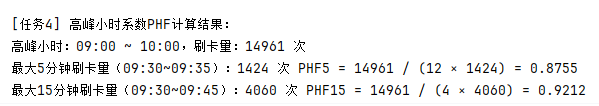 [任务4] 高峰小时系数PHF计算结果：
高峰小时：09:00 ~ 10:00，刷卡量：14961 次
最大5分钟刷卡量（09:30~09:35）：1424 次 PHF5 = 14961 / (12 × 1424) = 0.8755
最大15分钟刷卡量（09:30~09:45）：4060 次 PHF15 = 14961 / (4 × 4060) = 0.9212